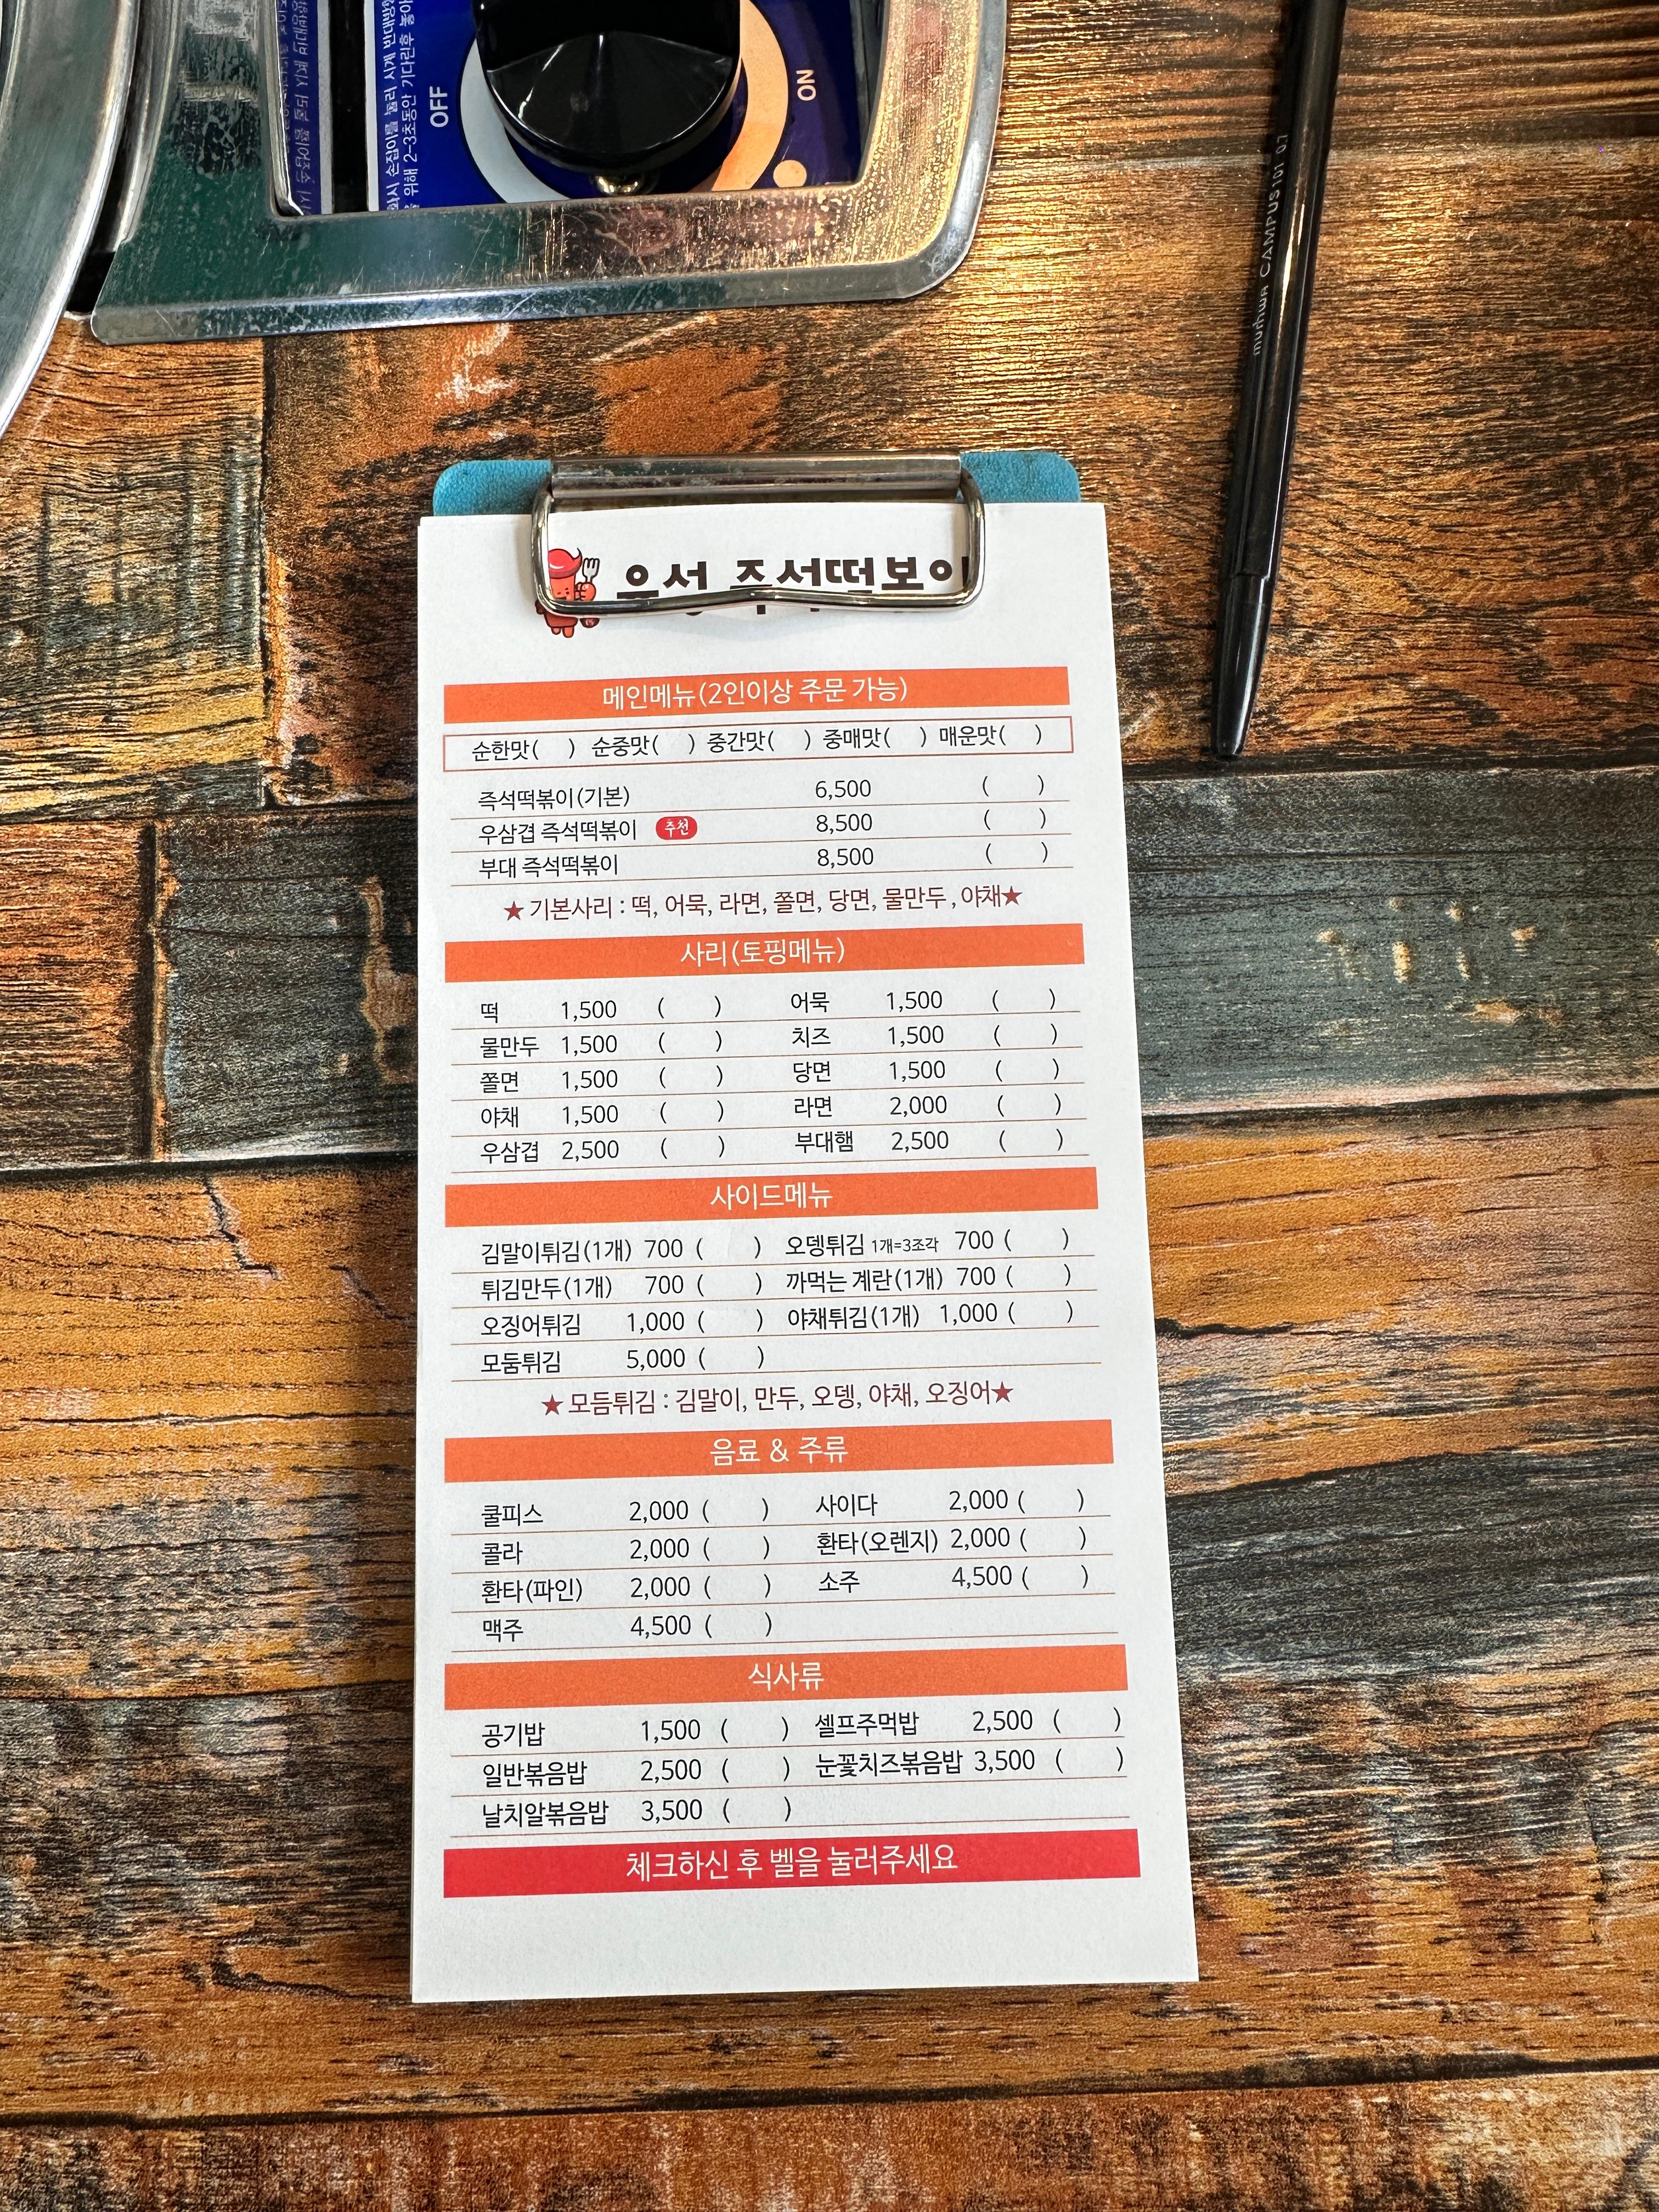 OFF
ON
munhwa CAMPUS 101 0.7
메인메뉴(2인이상 주문 가능)
순한맛( ) 순중맛( ) 중간맛( ) 중매맛( ) 매운맛( )
즉석떡볶이(기본) 6,500 ( )
우삼겹 즉석떡볶이 추천 8,500 ( )
부대 즉석떡볶이 8,500 ( )
★ 기본사리 : 떡, 어묵, 라면, 쫄면, 당면, 물만두 , 야채★
사리(토핑메뉴)
떡 1,500 ( ) 어묵 1,500 ( )
물만두 1,500 ( ) 치즈 1,500 ( )
쫄면 1,500 ( ) 당면 1,500 ( )
야채 1,500 ( ) 라면 2,000 ( )
우삼겹 2,500 ( ) 부대햄 2,500 ( )
사이드메뉴
김말이튀김(1개) 700 ( ) 오뎅튀김 1개=3조각 700 ( )
튀김만두(1개) 700 ( ) 까먹는 계란(1개) 700 ( )
오징어튀김 1,000 ( ) 야채튀김(1개) 1,000 ( )
모둠튀김 5,000 ( )
★ 모듬튀김 : 김말이, 만두, 오뎅, 야채, 오징어★
음료 & 주류
쿨피스 2,000 ( ) 사이다 2,000 ( )
콜라 2,000 ( ) 환타(오렌지) 2,000 ( )
환타(파인) 2,000 ( ) 소주 4,500 ( )
맥주 4,500 ( )
식사류
공기밥 1,500 ( ) 셀프주먹밥 2,500 ( )
일반볶음밥 2,500 ( ) 눈꽃치즈볶음밥 3,500 ( )
날치알볶음밥 3,500 ( )
체크하신 후 벨을 눌러주세요